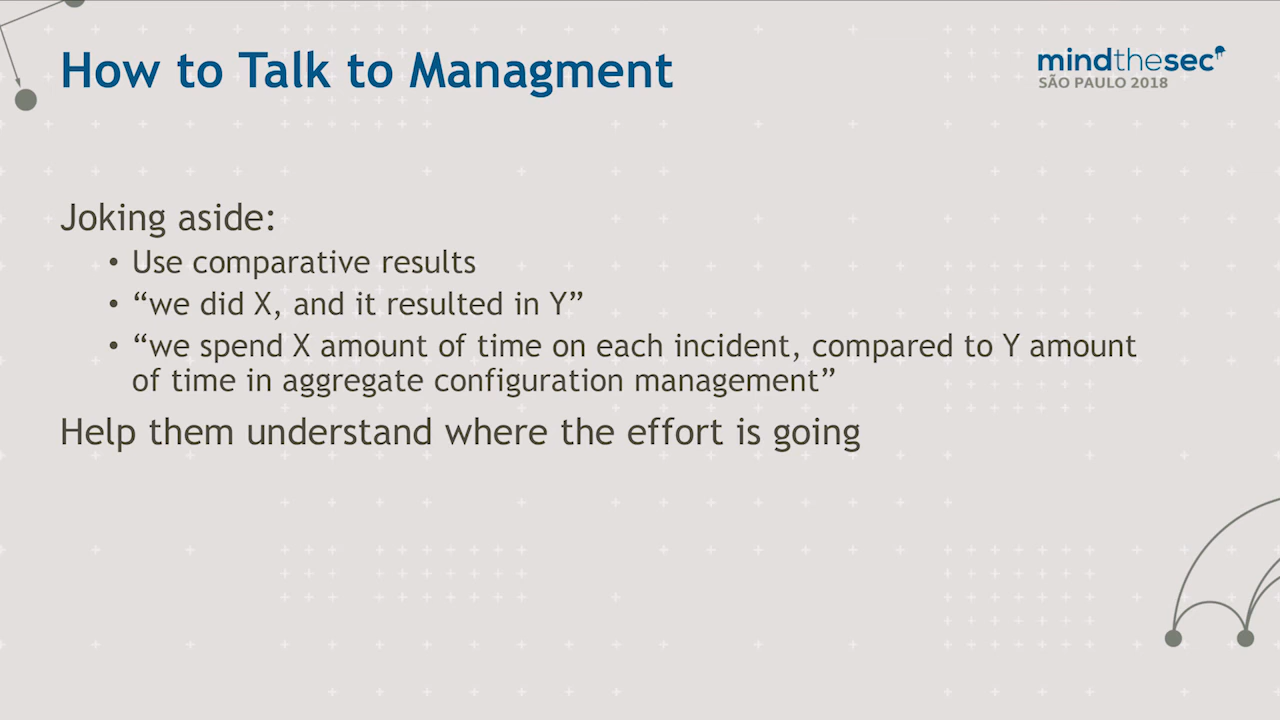 How to Talk to Managment
mindthesec
SÃO PAULO 2018
Joking aside:
• Use comparative results
• “we did X, and it resulted in Y”
• “we spend X amount of time on each incident, compared to Y amount
of time in aggregate configuration management”
Help them understand where the effort is going